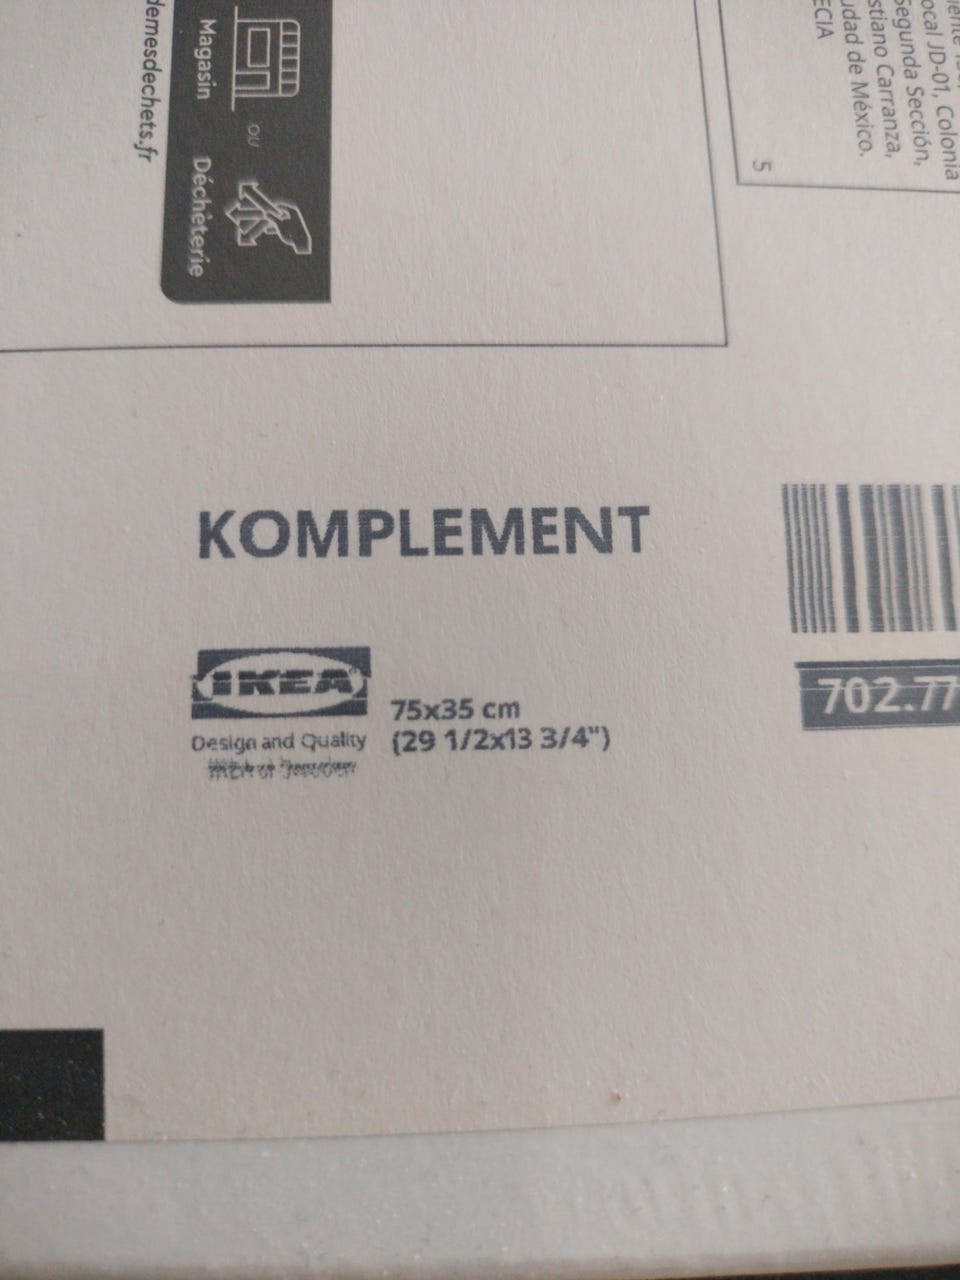 demesdechets.fr
Magasin
OU
Déchèterie
ocal JD-01, Colonia
Segunda Sección,
stiano Carranza,
udad de México.
ECIA
5
KOMPLEMENT
IKEA
Design and Quality
75x35 cm
(29 1/2x13 3/4")
702.77